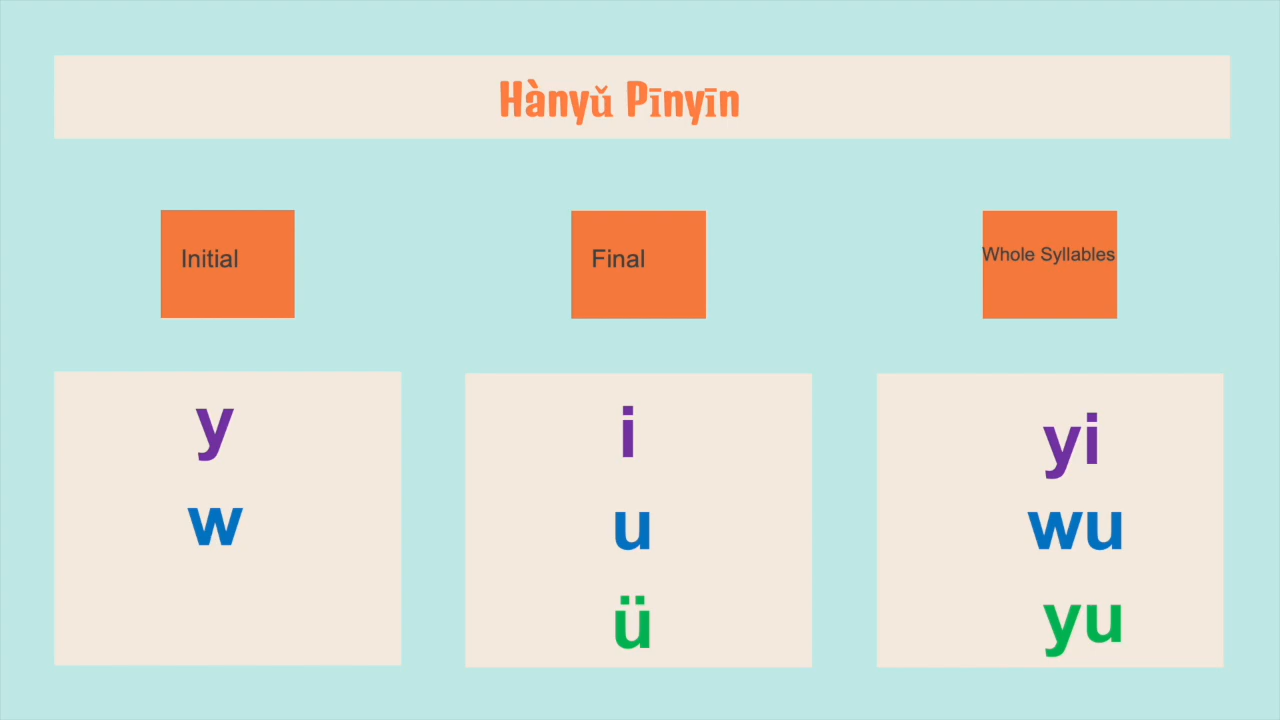 Hànyǔ Pīnyīn
Initial
Final
Whole Syllables
y
i
yi
w
u
wu
ü
yu